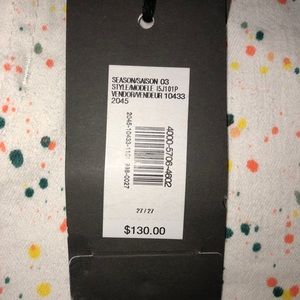 SEASON/SAISON 03
STYLE/MODELE I5J101P
VENDOR/VENDEUR 10433
2045
4000-5706-4802
27 / 27
$130.00